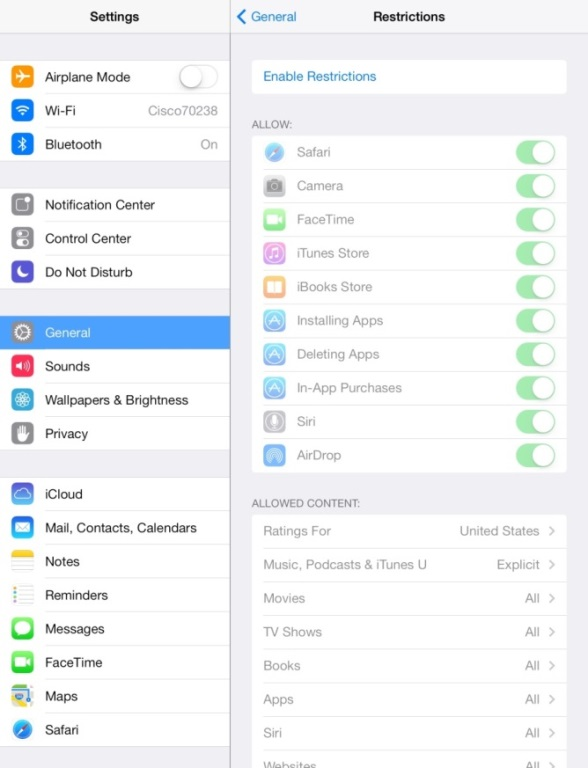 Settings
Airplane Mode
Wi-Fi Cisco70238
Bluetooth On
Notification Center
Control Center
Do Not Disturb
General
Sounds
Wallpapers & Brightness
Privacy
iCloud
Mail, Contacts, Calendars
Notes
Reminders
Messages
FaceTime
Maps
Safari
General Restrictions
Enable Restrictions
ALLOW:
Safari
Camera
FaceTime
iTunes Store
iBooks Store
Installing Apps
Deleting Apps
In-App Purchases
Siri
AirDrop
ALLOWED CONTENT:
Ratings For United States
Music, Podcasts & iTunes U Explicit
Movies All
TV Shows All
Books All
Apps All
Siri All
Websites All